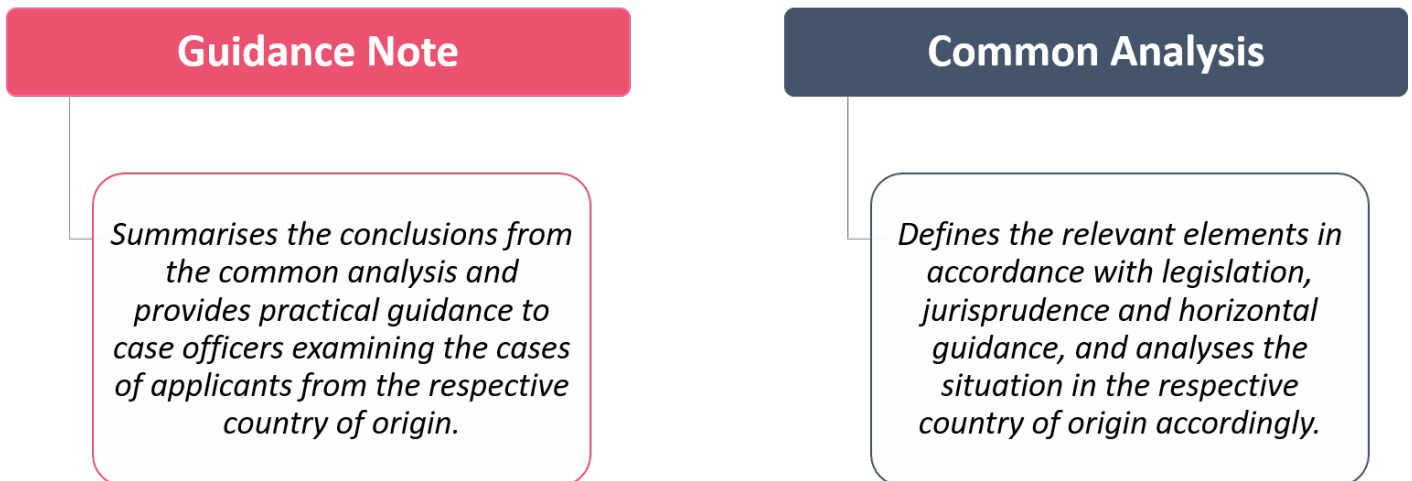 Guidance Note
Summarises the conclusions from
the common analysis and
provides practical guidance to
case officers examining the cases
of applicants from the respective
country of origin.
Common Analysis
Defines the relevant elements in
accordance with legislation,
jurisprudence and horizontal
guidance, and analyses the
situation in the respective
country of origin accordingly.